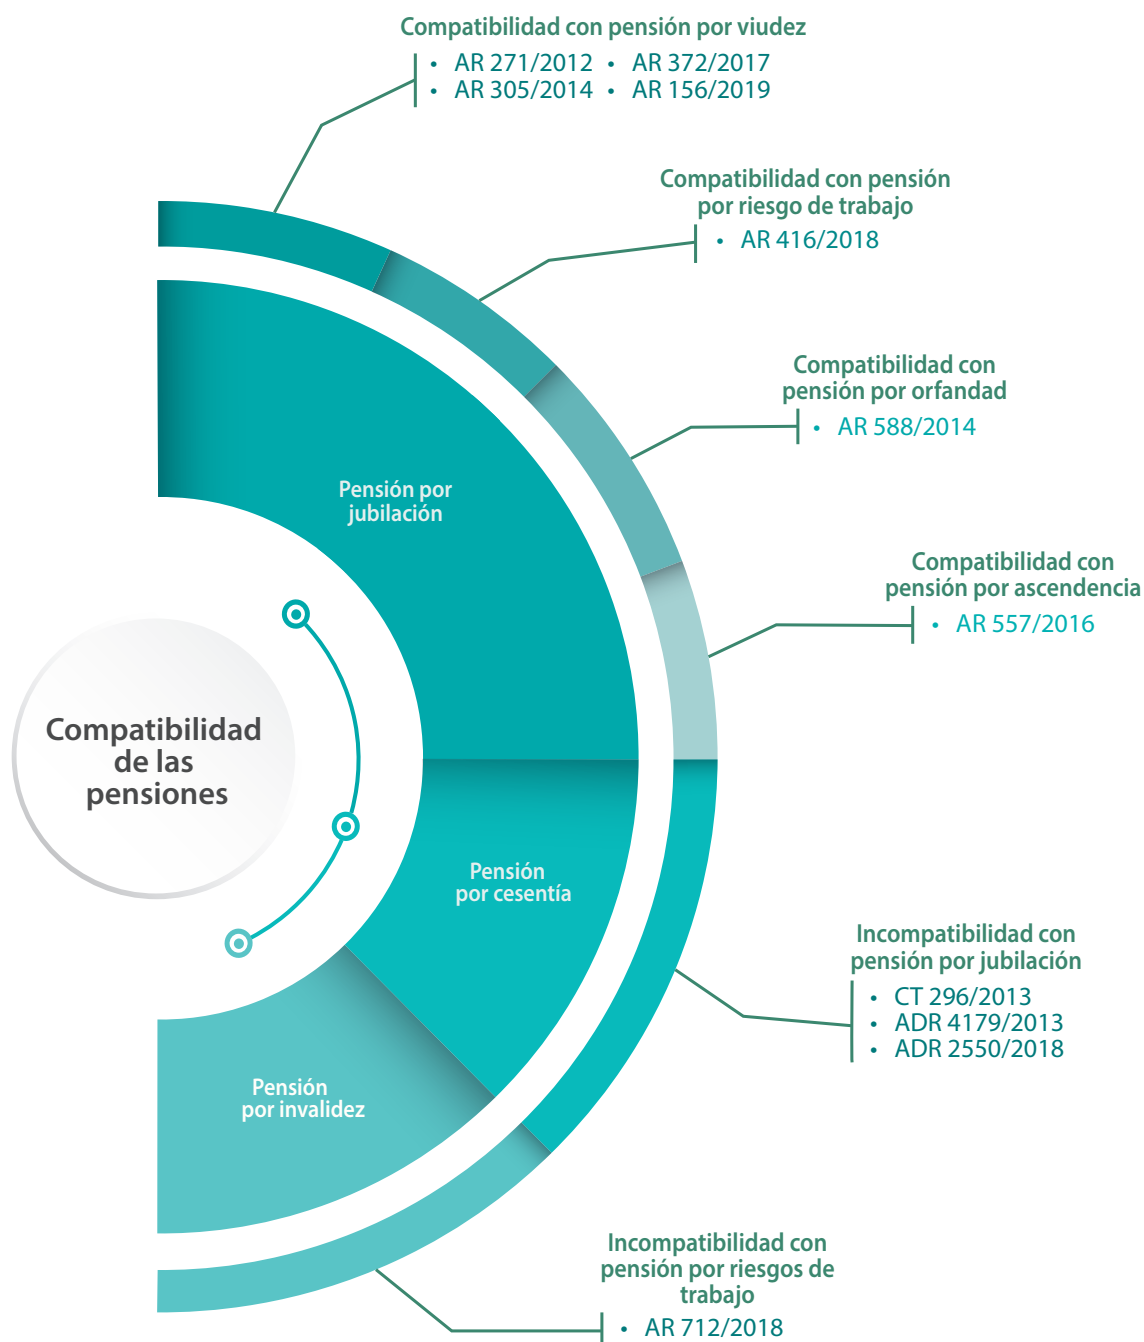 Compatibilidad con pensión por viudez
• AR 271/2012 • AR 372/2017
• AR 305/2014 • AR 156/2019
Compatibilidad con pensión
por riesgo de trabajo
• AR 416/2018
Compatibilidad con
pensión por orfandad
• AR 588/2014
Pensión por
jubilación
Compatibilidad con
pensión por ascendencia
• AR 557/2016
Compatibilidad
de las
pensiones
Pensión
por cesentía
Incompatibilidad con
pensión por jubilación
• CT 296/2013
• ADR 4179/2013
• ADR 2550/2018
Pensión
por invalidez
Incompatibilidad con
pensión por riesgos de
trabajo
• AR 712/2018